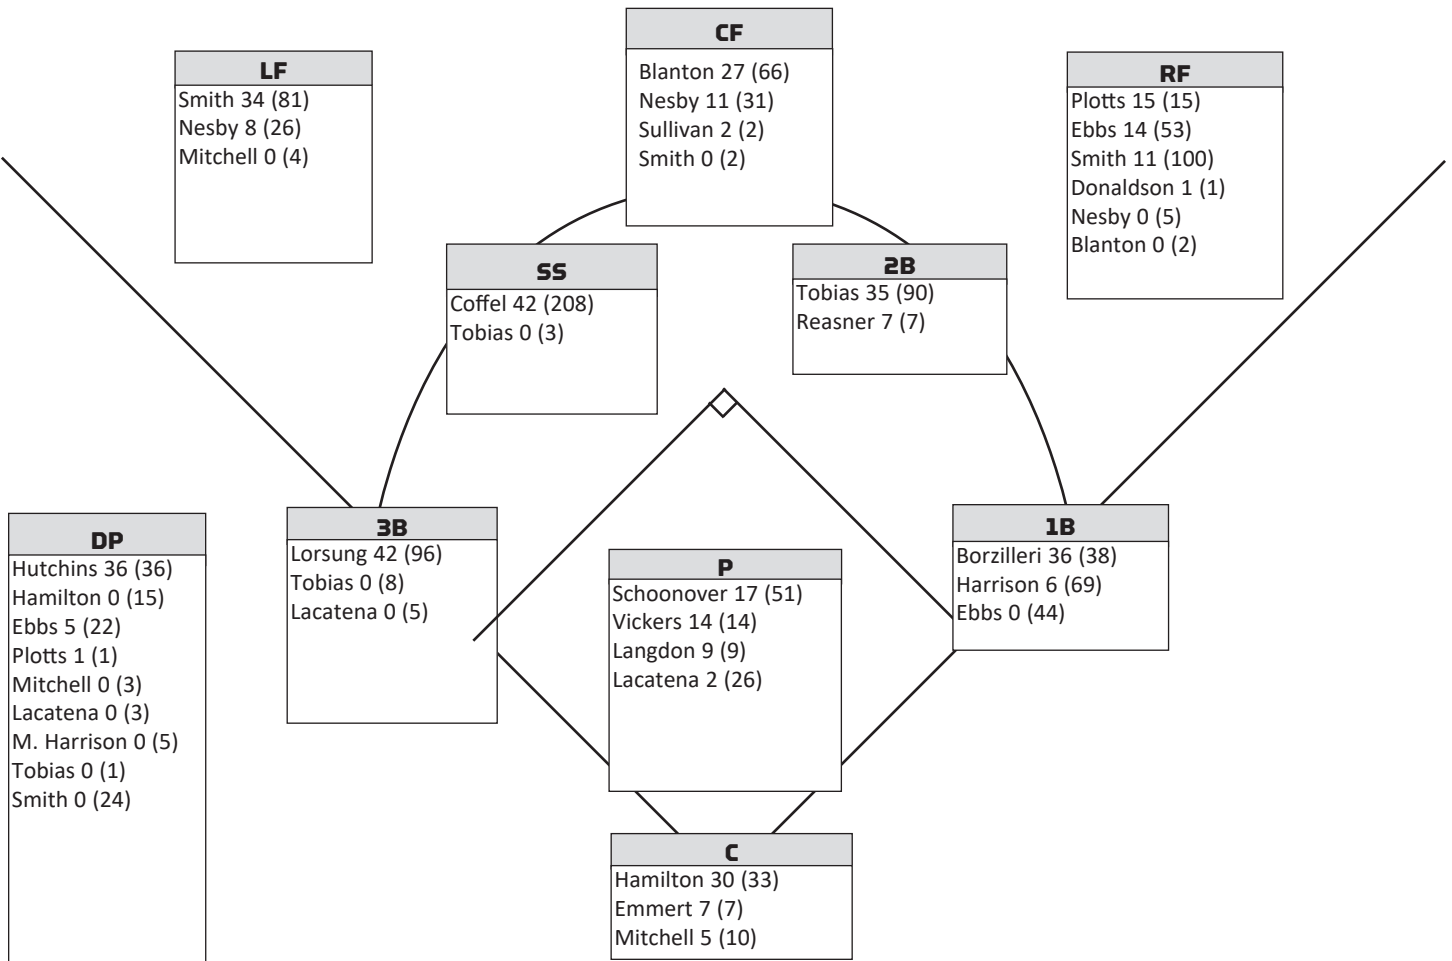 CF
Blanton 27 (66)
Nesby 11 (31)
Sullivan 2 (2)
Smith 0 (2)
LF
Smith 34 (81)
Nesby 8 (26)
Mitchell 0 (4)
RF
Plotts 15 (15)
Ebbs 14 (53)
Smith 11 (100)
Donaldson 1 (1)
Nesby 0 (5)
Blanton 0 (2)
SS
Coffel 42 (208)
Tobias 0 (3)
2B
Tobias 35 (90)
Reasner 7 (7)
DP
Hutchins 36 (36)
Hamilton 0 (15)
Ebbs 5 (22)
Plotts 1 (1)
Mitchell 0 (3)
Lacatena 0 (3)
M. Harrison 0 (5)
Tobias 0 (1)
Smith 0 (24)
3B
Lorsung 42 (96)
Tobias 0 (8)
Lacatena 0 (5)
P
Schoonover 17 (51)
Vickers 14 (14)
Langdon 9 (9)
Lacatena 2 (26)
1B
Borzilleri 36 (38)
Harrison 6 (69)
Ebbs 0 (44)
C
Hamilton 30 (33)
Emmert 7 (7)
Mitchell 5 (10)